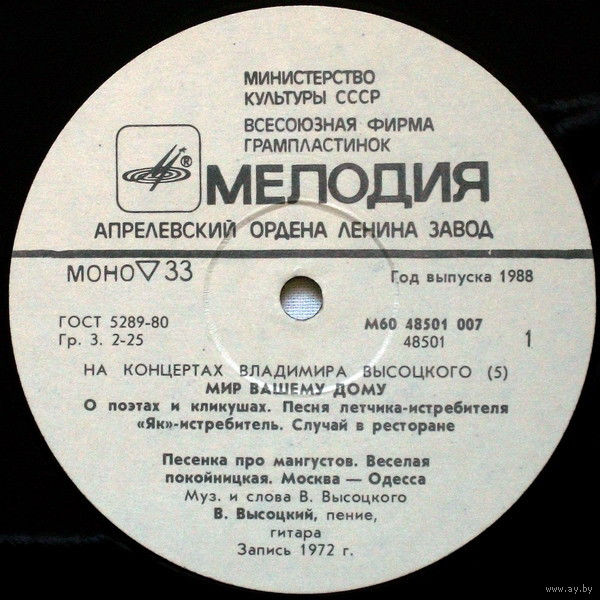 МИНИСТЕРСТВО
КУЛЬТУРЫ СССР
ВСЕСОЮЗНАЯ ФИРМА
ГРАМПЛАСТИНОК
®
МЕЛОДИЯ
АПРЕЛЕВСКИЙ ОРДЕНА ЛЕНИНА ЗАВОД
МОНО ▽ 33
Год выпуска 1988
ГОСТ 5289-80
Гр. 3. 2-25
М60 48501 007
48501
1
НА КОНЦЕРТАХ ВЛАДИМИРА ВЫСОЦКОГО (5)
МИР ВАШЕМУ ДОМУ
О поэтах и кликушах. Песня летчика-истребителя
«Як»-истребитель. Случай в ресторане
Песенка про мангустов. Веселая
покойницкая. Москва — Одесса
Муз. и слова В. Высоцкого
В. Высоцкий, пение,
гитара
Запись 1972 г.
www.ay.by